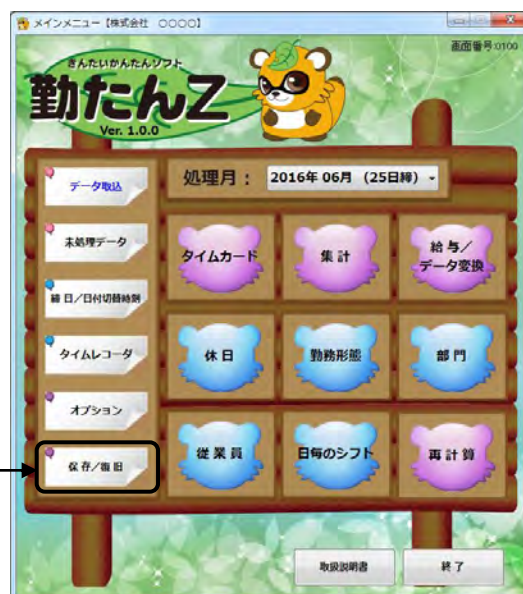 メインメニュー【株式会社 ○○○○】
画面番号:0100
きんたいかんたんソフト
勤たんZ
Ver. 1.0.0
処理月： 2016年 06月 （25日締）
データ取込
未処理データ
締日/日付切替時刻
タイムレコーダ
オプション
保存/復旧
タイムカード
集計
給与/
データ変換
休日
勤務形態
部門
従業員
日毎のシフト
再計算
取扱説明書
終了